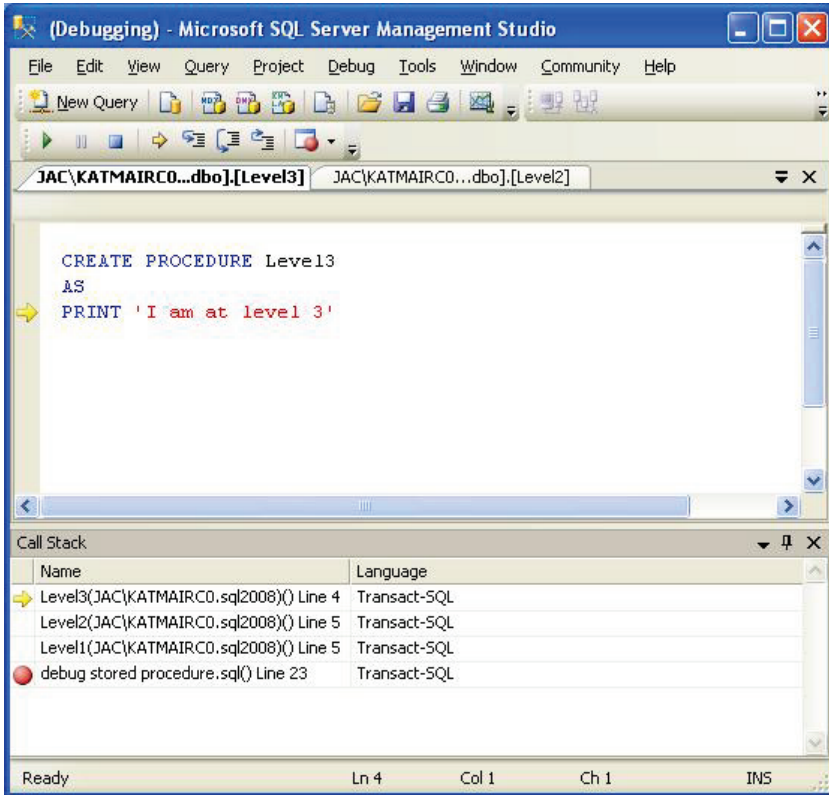 (Debugging) - Microsoft SQL Server Management Studio
File Edit View Query Project Debug Tools Window Community Help
New Query
JAC\KATMAIRC0...dbo].[Level3] JAC\KATMAIRC0...dbo].[Level2]
CREATE PROCEDURE Level3
AS
PRINT 'I am at level 3'
Call Stack
Name Language
Level3(JAC\KATMAIRC0.sql2008)() Line 4 Transact-SQL
Level2(JAC\KATMAIRC0.sql2008)() Line 5 Transact-SQL
Level1(JAC\KATMAIRC0.sql2008)() Line 5 Transact-SQL
debug stored procedure.sql() Line 23 Transact-SQL
Ready Ln 4 Col 1 Ch 1 INS